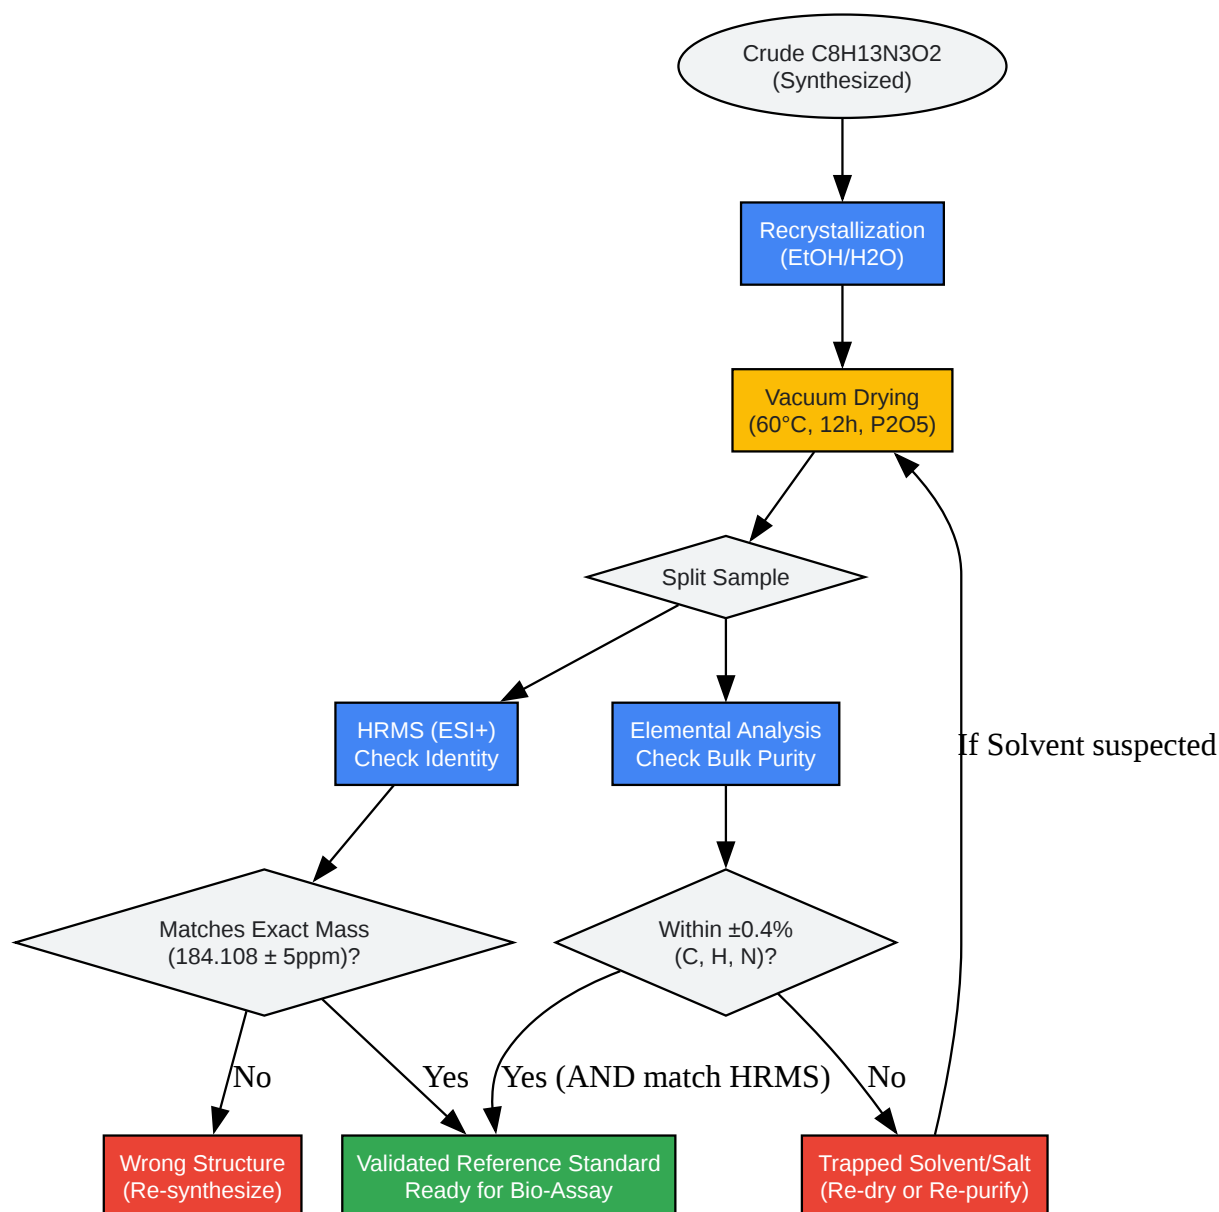 Crude C8H13N3O2
(Synthesized)
Recrystallization
(EtOH/H2O)
Vacuum Drying
(60°C, 12h, P2O5)
Split Sample
HRMS (ESI+)
Check Identity
Elemental Analysis
Check Bulk Purity
If Solvent suspected
Matches Exact Mass
(184.108 ± 5ppm)?
Within ±0.4%
(C, H, N)?
No
Yes
Yes (AND match HRMS)
No
Wrong Structure
(Re-synthesize)
Validated Reference Standard
Ready for Bio-Assay
Trapped Solvent/Salt
(Re-dry or Re-purify)